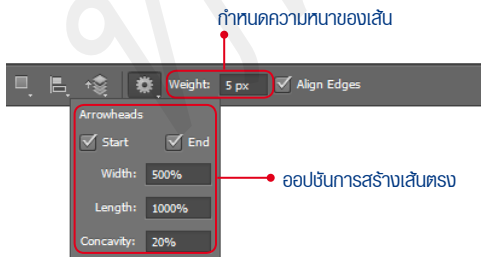 กำหนดความหนาของเส้น
Weight: 5 px Align Edges
Arrowheads
Start End
Width: 500%
ออปชันการสร้างเส้นตรง
Length: 1000%
Concavity: 20%